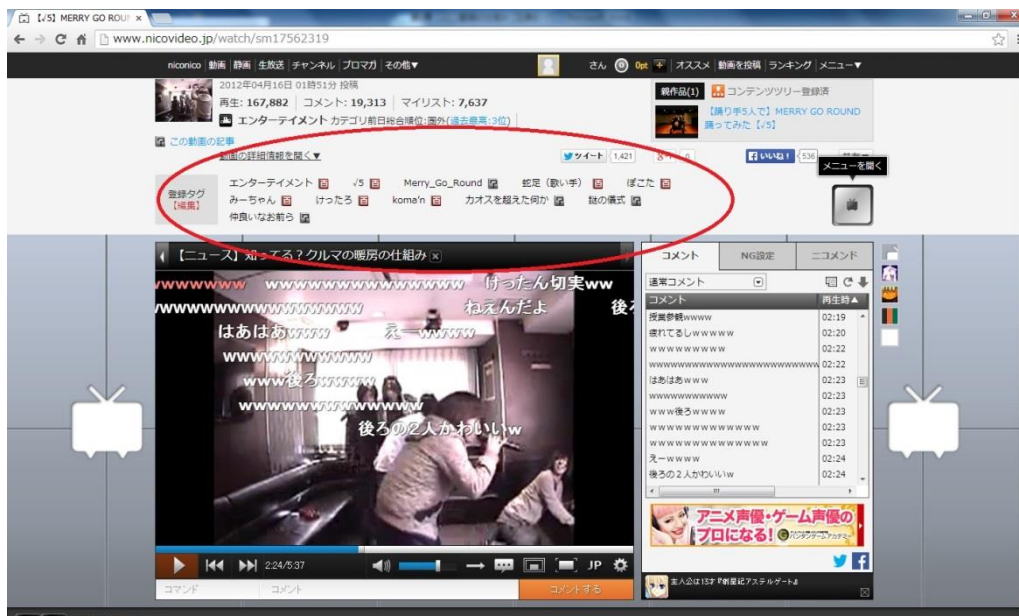 【√5】 MERRY GO ROU
www.nicovideo.jp/watch/sm17562319
niconico 動画 静画 生放送 チャンネル ブロマガ その他▼
さん 0pt + オススメ 動画を投稿 ランキング メニュー▼
2012年04月16日 01時51分 投稿
再生: 167,882 コメント: 19,313 マイリスト: 7,637
エンターテイメント カテゴリ前日総合順位:圏外(過去最高:3位)
この動画の記事
動画の詳細情報を開く▼
親作品(1) コンテンツツリー登録済
【踊り手5人で】MERRY GO ROUND
踊ってみた【√5】
ツイート 1,421
0
いいね! 536
メニューを開く
登録タグ
【編集】
エンターテイメント √5 Merry_Go_Round 蛇足（歌い手） ぽこた
みーちゃん けったろ koma'n カオスを超えた何か 謎の儀式
仲良いなお前ら
【ニュース】知ってる？クルマの暖房の仕組み
wwwwwww wwwwwwwwwwwwww けったん切実ww
wwwwwwwwwwwwwww ねえんだよ 後
はあはあwwww えーwwwww
wwwwwwwwwwwww
www後ろwwwww
wwwwwwwwwwwwwww
後ろの2人かわいいw
2:24/5:37
JP
コマンド コメント コメントする
コメント NG設定 ニコメンド
通常コメント
コメント 再生時▲
授業参観wwww 02:19
疲れてるしwwwww 02:20
wwwwwwwww 02:22
wwwwwwwwwwwwwwwwwwwwwwwww 02:22
はあはあwww 02:23
wwwwwwwwwww 02:23
www後ろwwww 02:23
wwwwwwwwwwwww 02:23
wwwwwwwwwwwwww 02:23
えーwwww 02:24
後ろの2人かわいいw 02:24
アニメ声優・ゲーム声優の
プロになる!
バンタンゲームアカデミー
主人公は13才『創星紀アステルゲート』